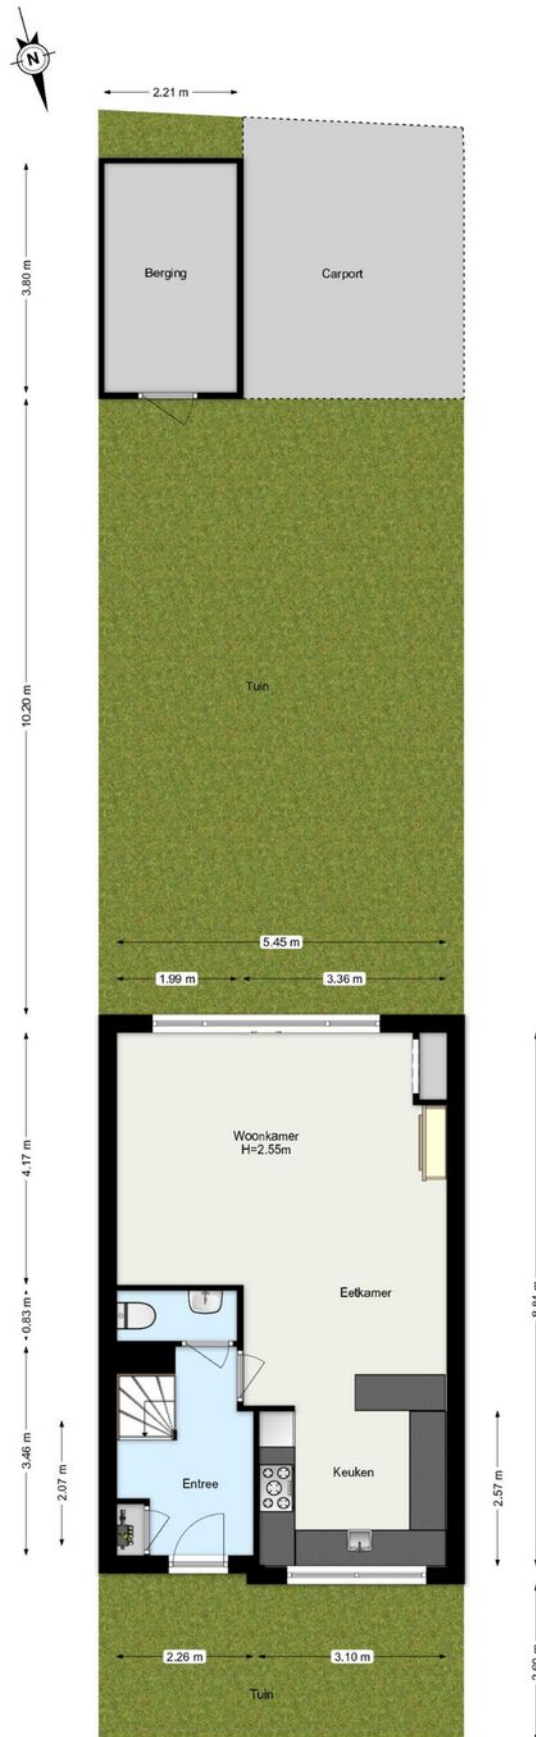 N
2.21 m
3.80 m
Berging
Carport
10.20 m
Tuin
5.45 m
1.99 m
3.36 m
4.17 m
Woonkamer
H=2.55m
0.83 m
Eetkamer
3.46 m
2.07 m
Entree
Keuken
2.57 m
2.26 m
3.10 m
Tuin